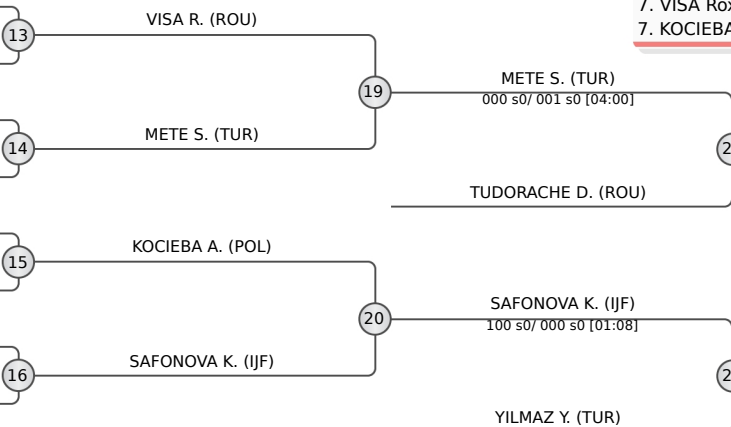 7. VISA Rox
7. KOCIEBA
VISA R. (ROU)
13
19
METE S. (TUR)
000 s0/ 001 s0 [04:00]
14
METE S. (TUR)
2
TUDORACHE D. (ROU)
KOCIEBA A. (POL)
15
20
SAFONOVA K. (IJF)
100 s0/ 000 s0 [01:08]
SAFONOVA K. (IJF)
16
2
YILMAZ Y. (TUR)